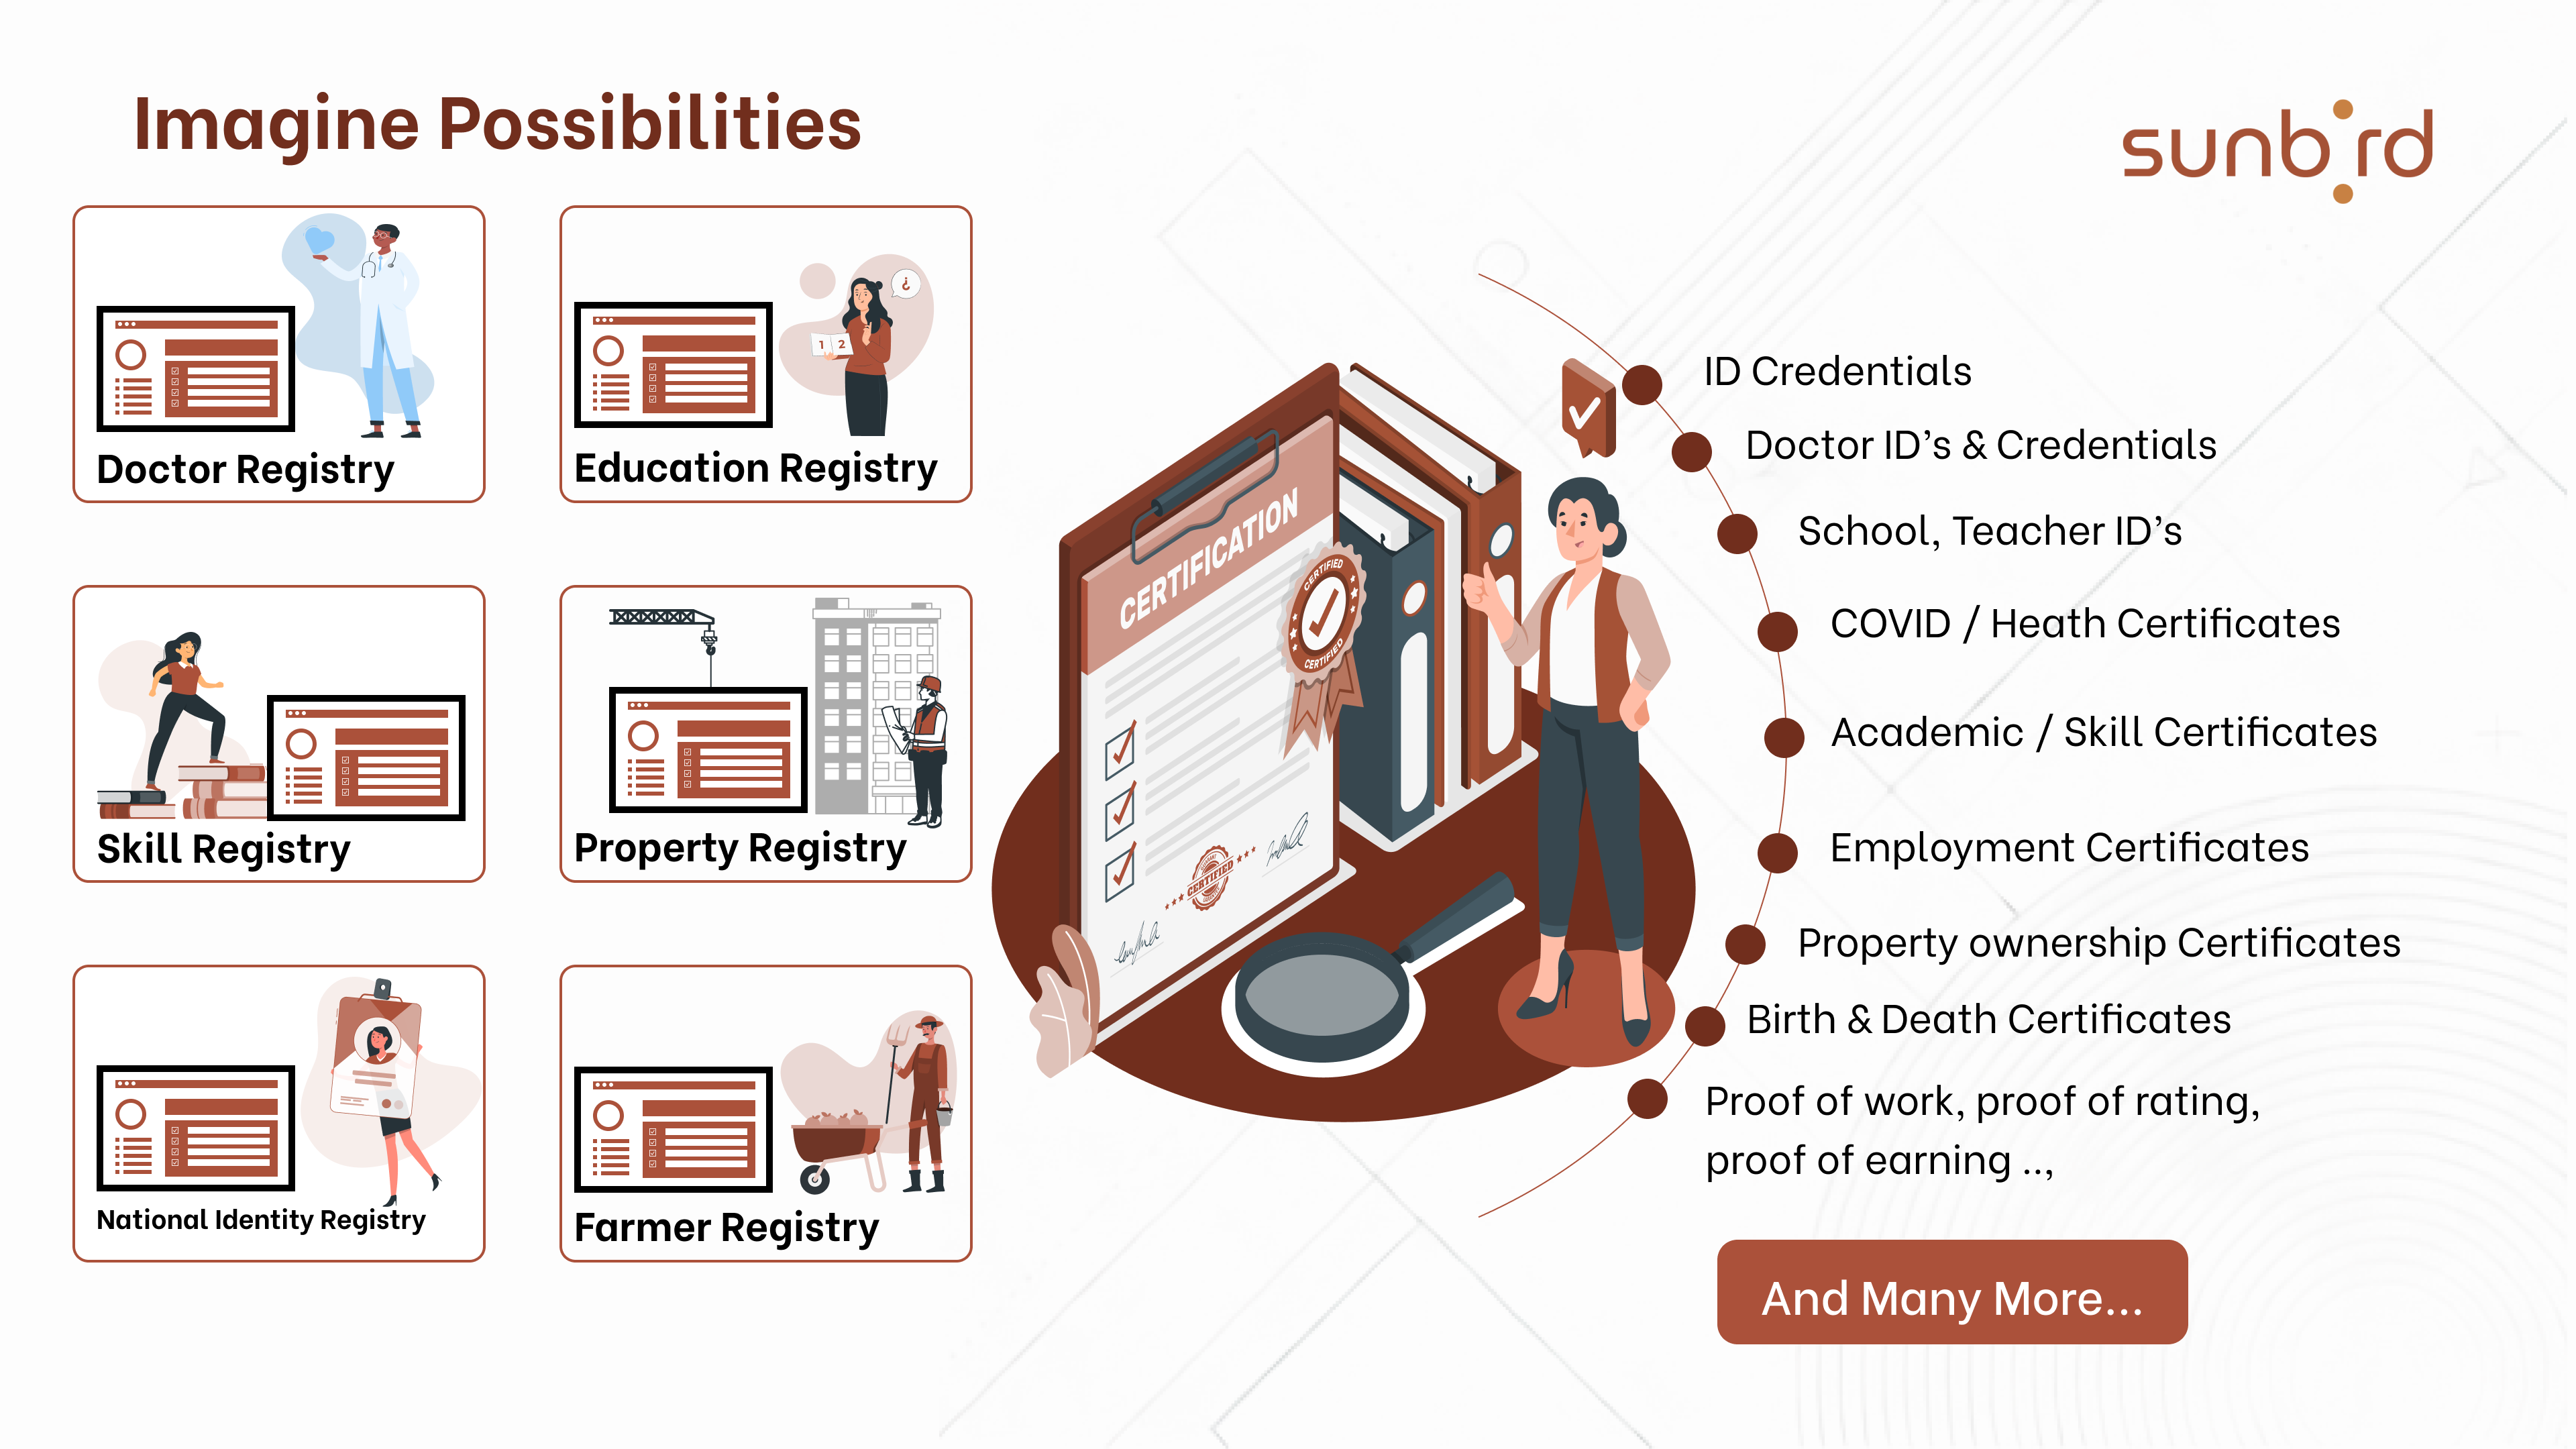 Imagine Possibilities
sunbird
Doctor Registry
1 2
¿
Education Registry
Skill Registry
Property Registry
National Identity Registry
Farmer Registry
CERTIFICATION
CERTIFIED
CERTIFIED
CERTIFIED
ID Credentials
Doctor ID’s & Credentials
School, Teacher ID’s
COVID / Heath Certificates
Academic / Skill Certificates
Employment Certificates
Property ownership Certificates
Birth & Death Certificates
Proof of work, proof of rating,
proof of earning ..,
And Many More...